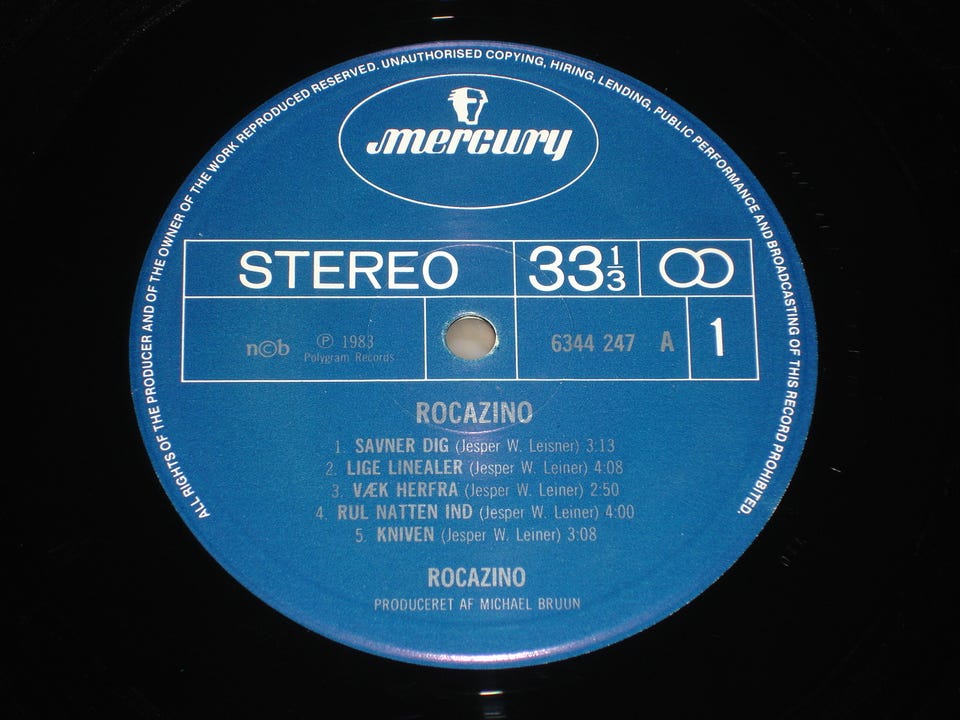 ALL RIGHTS OF THE PRODUCER AND OF THE OWNER OF THE WORK REPRODUCED RESERVED. UNAUTHORISED COPYING, HIRING, LENDING, PUBLIC PERFORMANCE AND BROADCASTING OF THIS RECORD PROHIBITED.
mercury
STEREO 33 1/3
n©b ℗ 1983 6344 247 A 1
Polygram Records
ROCAZINO
1. SAVNER DIG (Jesper W. Leisner) 3:13
2. LIGE LINEALER (Jesper W. Leiner) 4:08
3. VÆK HERFRA (Jesper W. Leiner) 2:50
4. RUL NATTEN IND (Jesper W. Leiner) 4:00
5. KNIVEN (Jesper W. Leiner) 3:08
ROCAZINO
PRODUCERET AF MICHAEL BRUUN